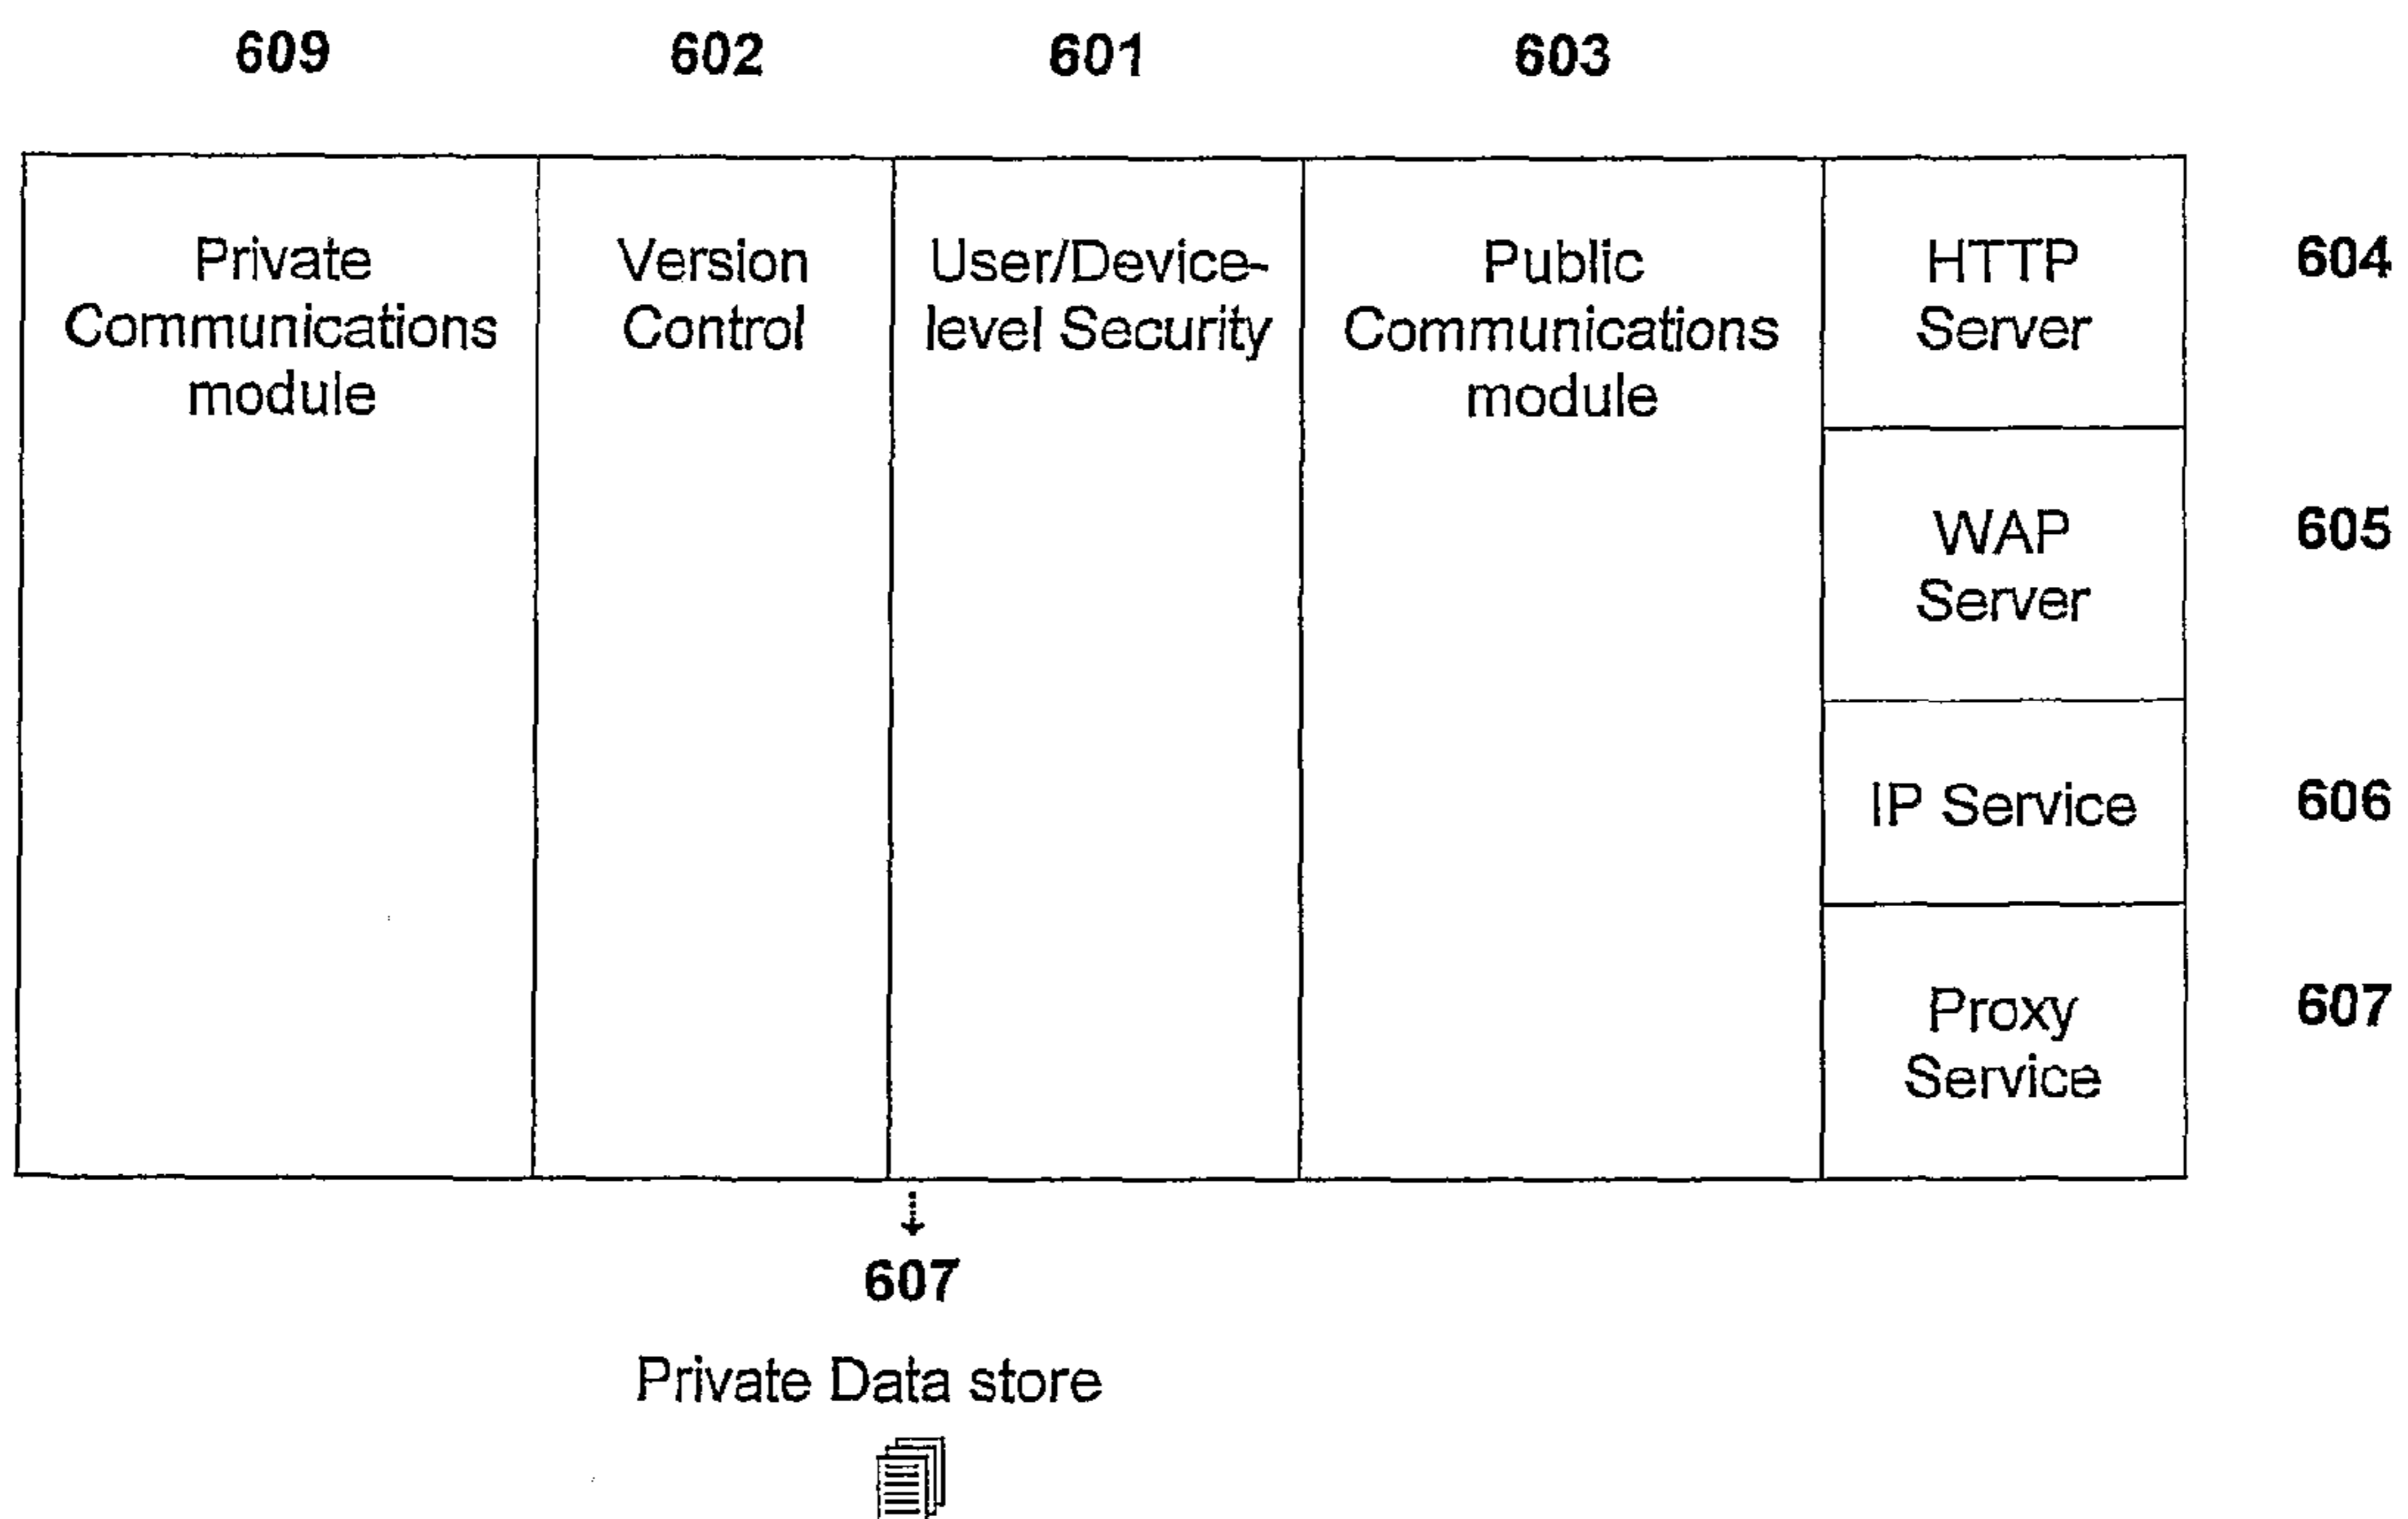 609 602 601 603
Private
Communications
module
Version
Control
User/Device-
level Security
Public
Communications
module
HTTP
Server
604
WAP
Server
605
IP Service
606
Proxy
Service
607
607
Private Data store